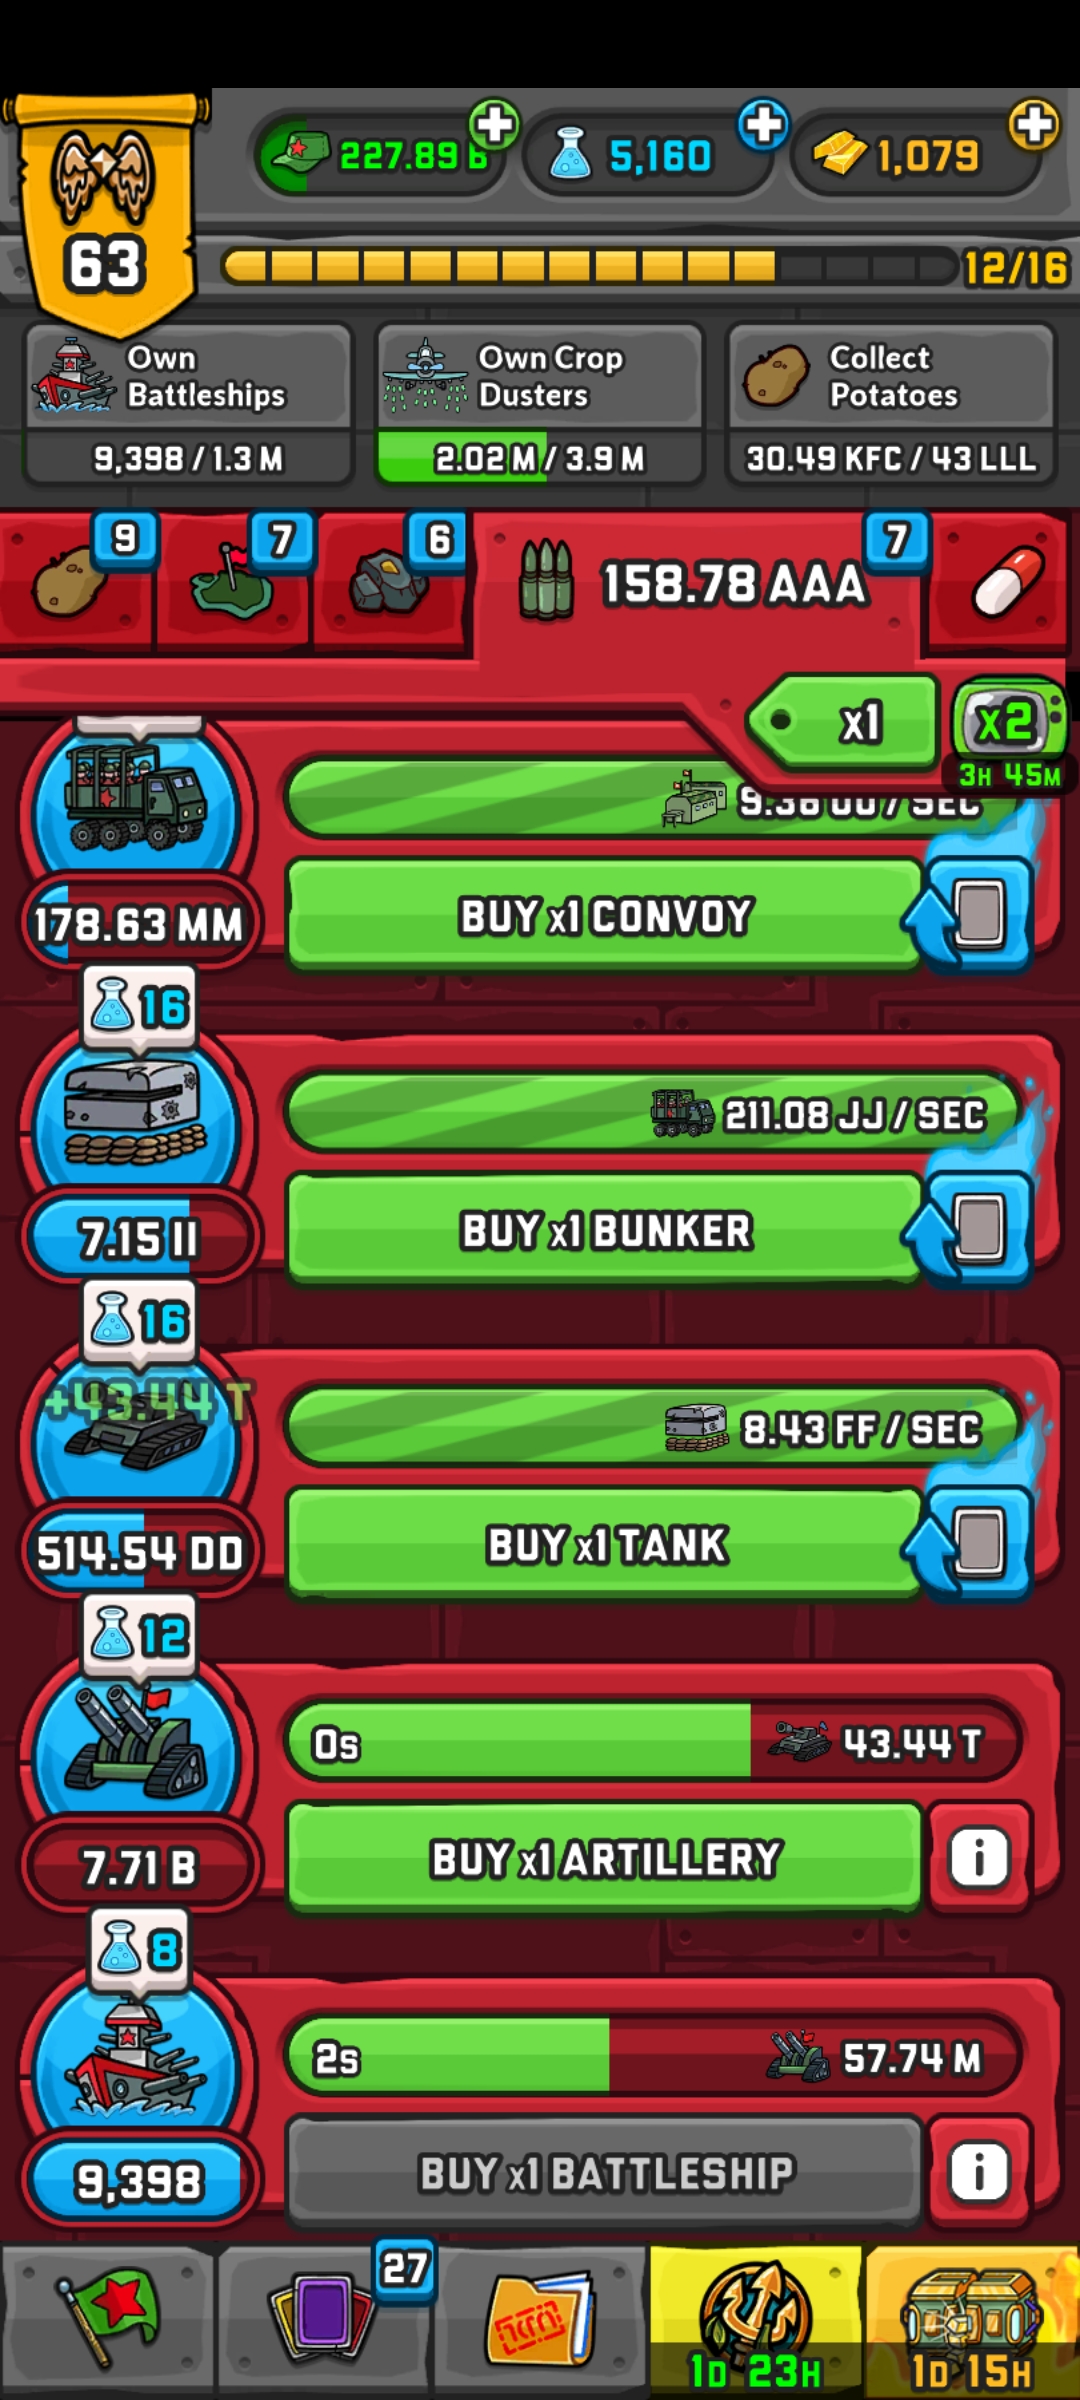 227.89 B
5,160
1,079
63
12/16
Own
Battleships
9,398 / 1.3 M
Own Crop
Dusters
2.02 M / 3.9 M
Collect
Potatoes
30.49 KFC / 43 LLL
9
7
6
158.78 AAA
7
x1
x2
3H 45M
9.36 UU / SEC
BUY x1 CONVOY
178.63 MM
16
211.08 JJ / SEC
BUY x1 BUNKER
7.15 II
16
+43.44 T
8.43 FF / SEC
BUY x1 TANK
514.54 DD
12
0s
43.44 T
BUY x1 ARTILLERY
7.71 B
8
2s
57.74 M
BUY x1 BATTLESHIP
9,398
27
1D 23H
1D 15H